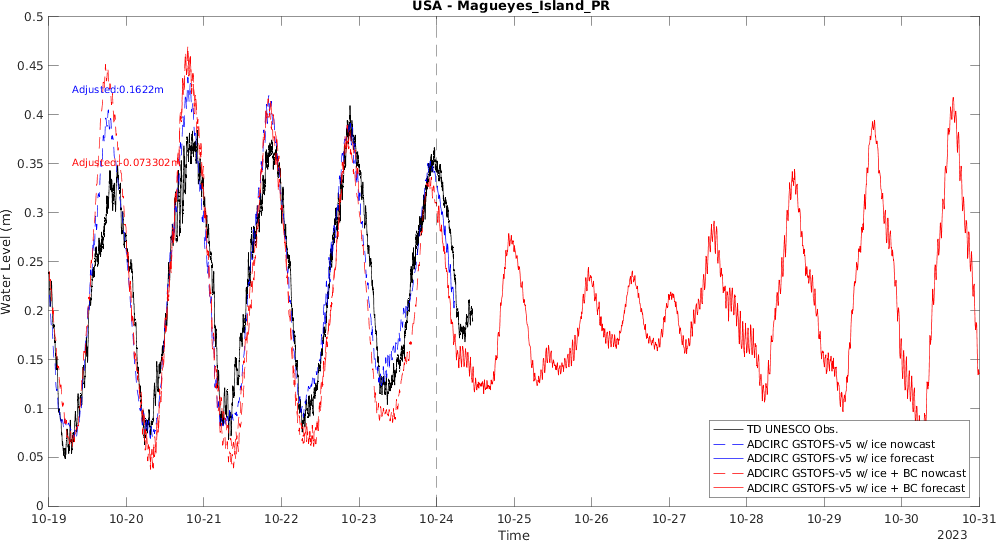 USA - Magueyes_Island_PR
0.5
0.45
0.4
0.35
0.3
0.25
0.2
0.15
0.1
0.05
0
Water Level (m)
Adjusted:0.1622m
Adjusted:-0.073302m
TD UNESCO Obs.
ADCIRC GSTOFS-v5 w/ ice nowcast
ADCIRC GSTOFS-v5 w/ ice forecast
ADCIRC GSTOFS-v5 w/ ice + BC nowcast
ADCIRC GSTOFS-v5 w/ ice + BC forecast
10-19 10-20 10-21 10-22 10-23 10-24 10-25 10-26 10-27 10-28 10-29 10-30 10-31
Time
2023